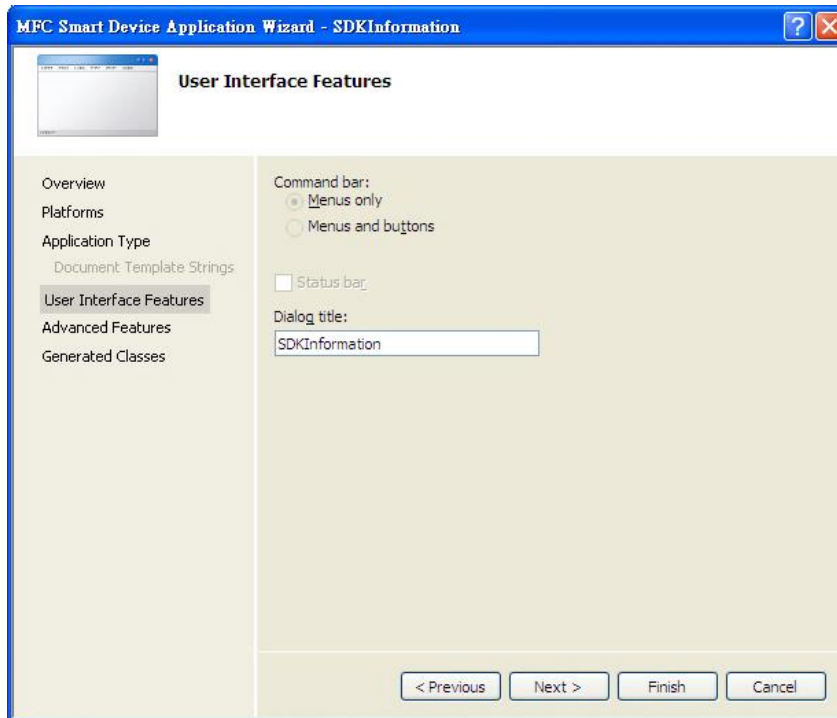 MFC Smart Device Application Wizard - SDKInformation
User Interface Features
Overview
Platforms
Application Type
Document Template Strings
User Interface Features
Advanced Features
Generated Classes
Command bar:
Menus only
Menus and buttons
Status bar
Dialog title:
SDKInformation
< Previous
Next >
Finish
Cancel